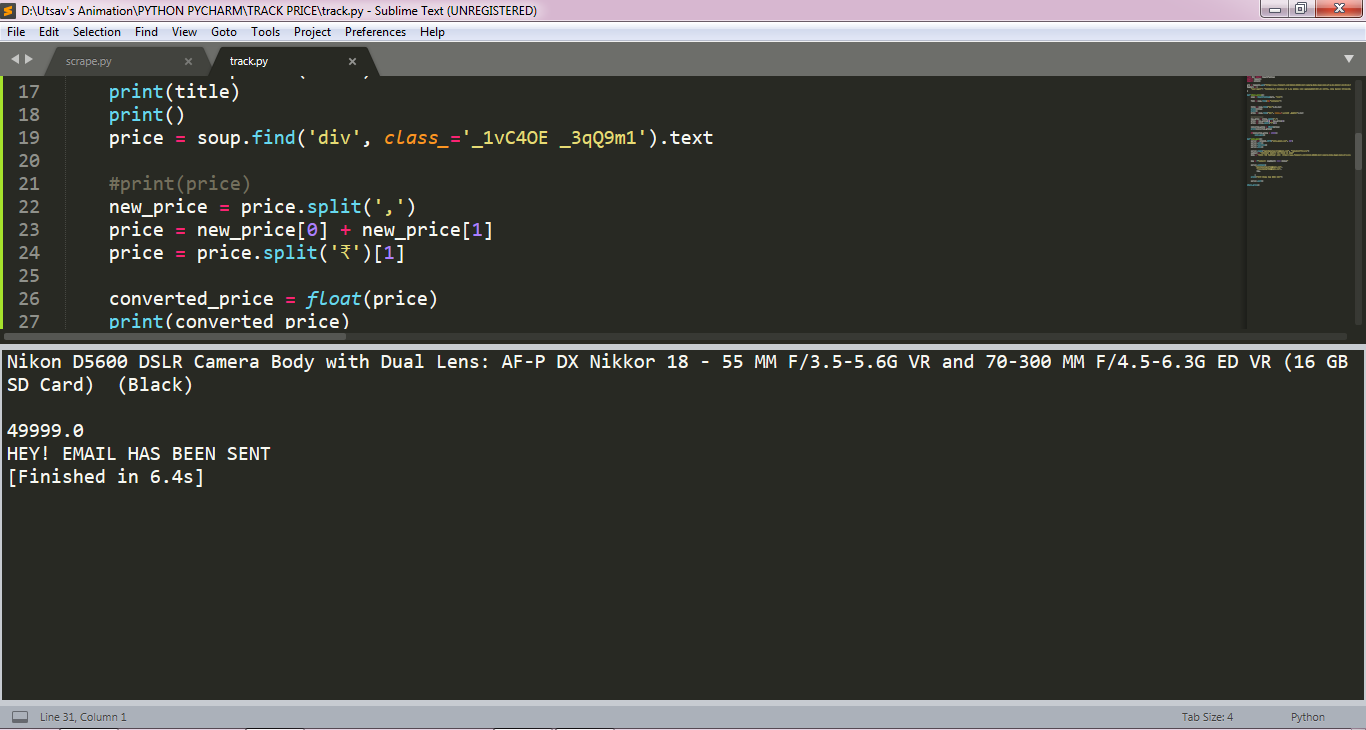 D:\Utsav's Animation\PYTHON PYCHARM\TRACK PRICE\track.py - Sublime Text (UNREGISTERED)
File Edit Selection Find View Goto Tools Project Preferences Help
scrape.py × track.py ×
17 print(title)
18 print()
19 price = soup.find('div', class_='_1vC4OE _3qQ9m1').text
20
21 #print(price)
22 new_price = price.split(',')
23 price = new_price[0] + new_price[1]
24 price = price.split('₹')[1]
25
26 converted_price = float(price)
27 print(converted_price)
Nikon D5600 DSLR Camera Body with Dual Lens: AF-P DX Nikkor 18 - 55 MM F/3.5-5.6G VR and 70-300 MM F/4.5-6.3G ED VR (16 GB
SD Card)  (Black)
49999.0
HEY! EMAIL HAS BEEN SENT
[Finished in 6.4s]
Line 31, Column 1 Tab Size: 4 Python